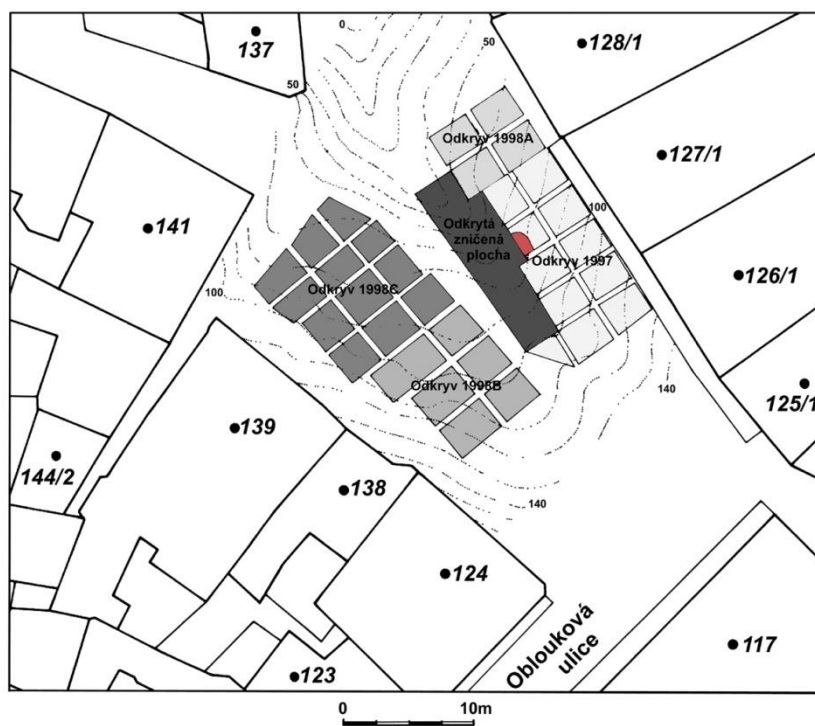 0
137
50
50
128/1
Odkryv 1998A
127/1
141
Odkrytá
zničená
plocha
100
Odkryv 1997
126/1
100
Odkryv 1998C
140
125/1
Odkryv 1998B
139
144/2
138
140
124
Oblouková
ulice
117
123
0 10m